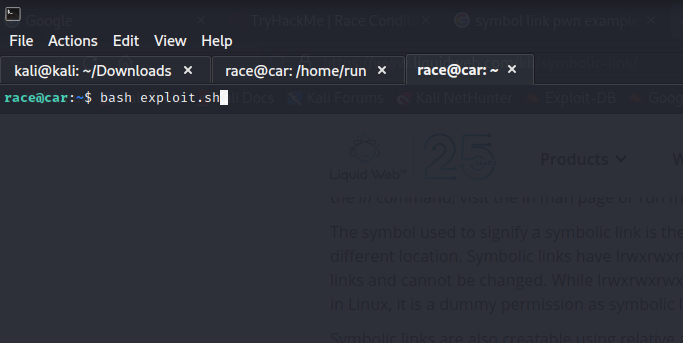 Google
TryHackMe | Race Condi
symbol link pwn example
File Actions Edit View Help
kali@kali: ~/Downloads
race@car: /home/run
race@car: ~
race@car:~$ bash exploit.sh
Docs Kali Forums Kali NetHunter Exploit-DB Goog
Liquid Web 25 Products W
the ln command, visit the ln man page or run
The symbol used to signify a symbolic link is the
different location. Symbolic links have lrwxrwxr
links and cannot be changed. While lrwxrwxrwx
in Linux, it is a dummy permission as symbolic
Symbolic links are also creatable using relative